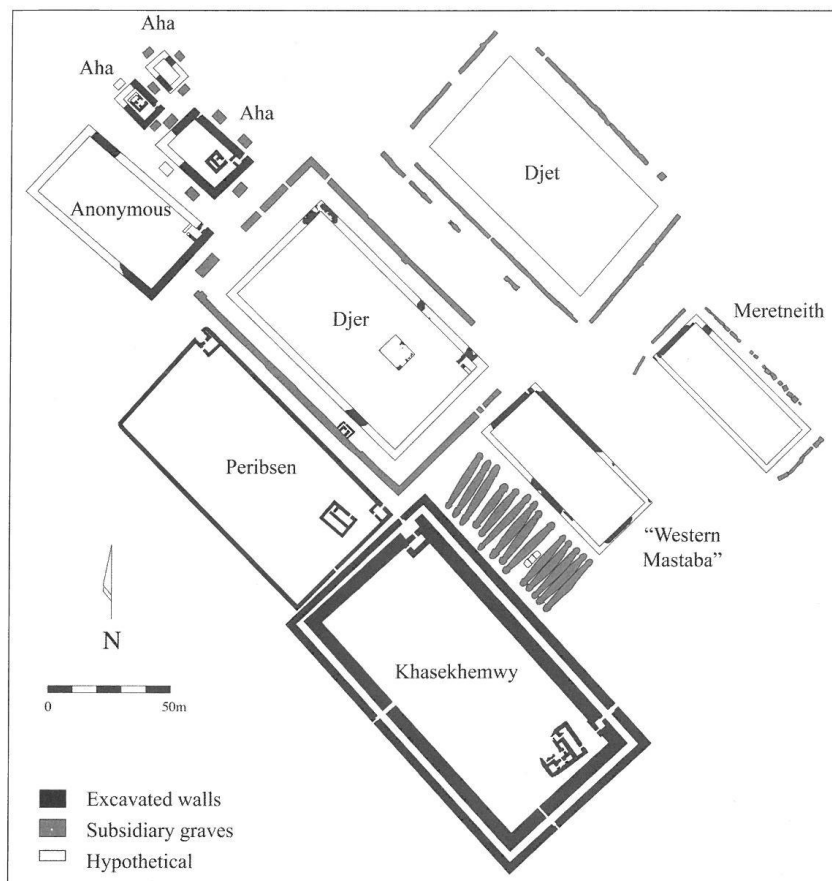 Aha
Aha
Aha
Djet
Anonymous
Meretneith
Djer
Peribsen
"Western
Mastaba"
N
Khasekhemwy
0 50m
Excavated walls
Subsidiary graves
Hypothetical